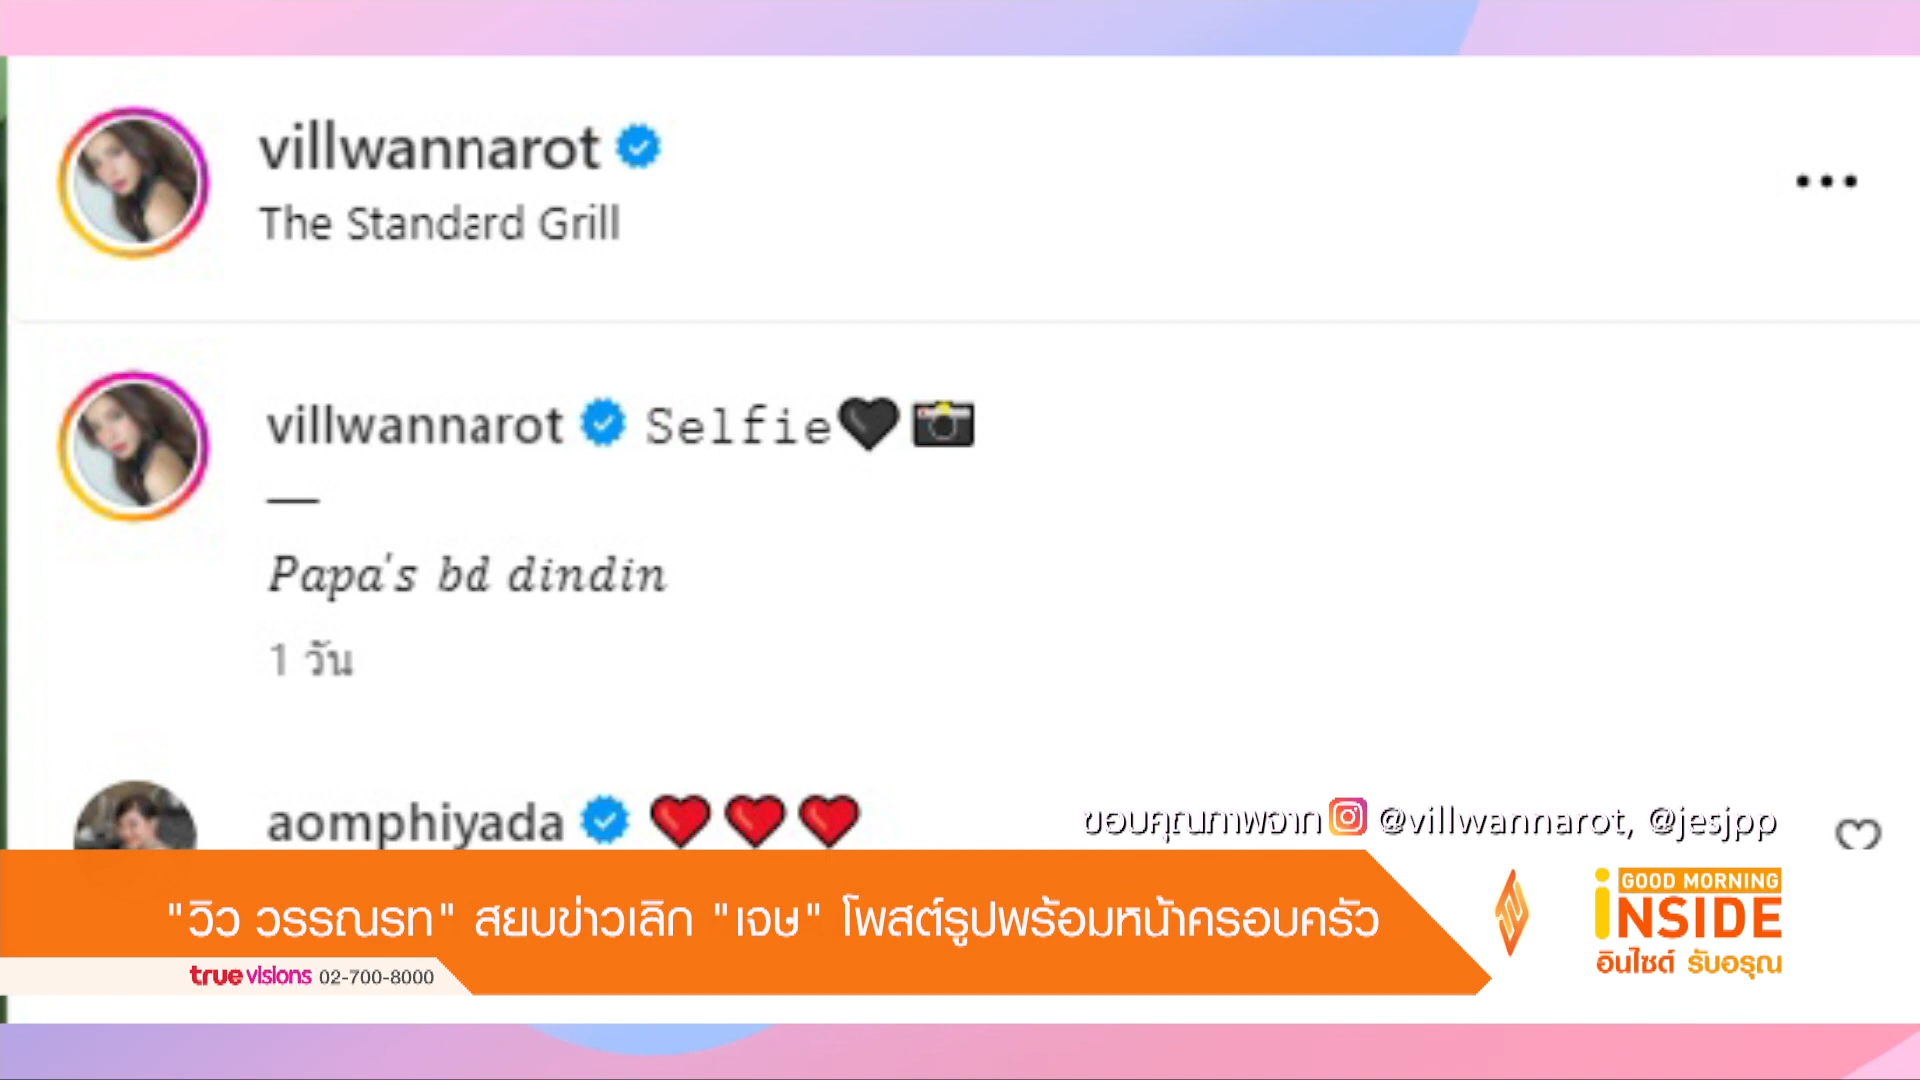 villwannarot
The Standard Grill
villwannarot Selfie🖤📷
—
Papa's bd dindin
1 วัน
aomphiyada ❤️❤️❤️
ขอบคุณภาพจาก @villwannarot, @jesjpp
"วิว วรรณรท" สยบข่าวเลิก "เจษ" โพสต์รูปพร้อมหน้าครอบครัว
GOOD MORNING
iNSIDE
อินไซด์ รับอรุณ
truevisions 02-700-8000